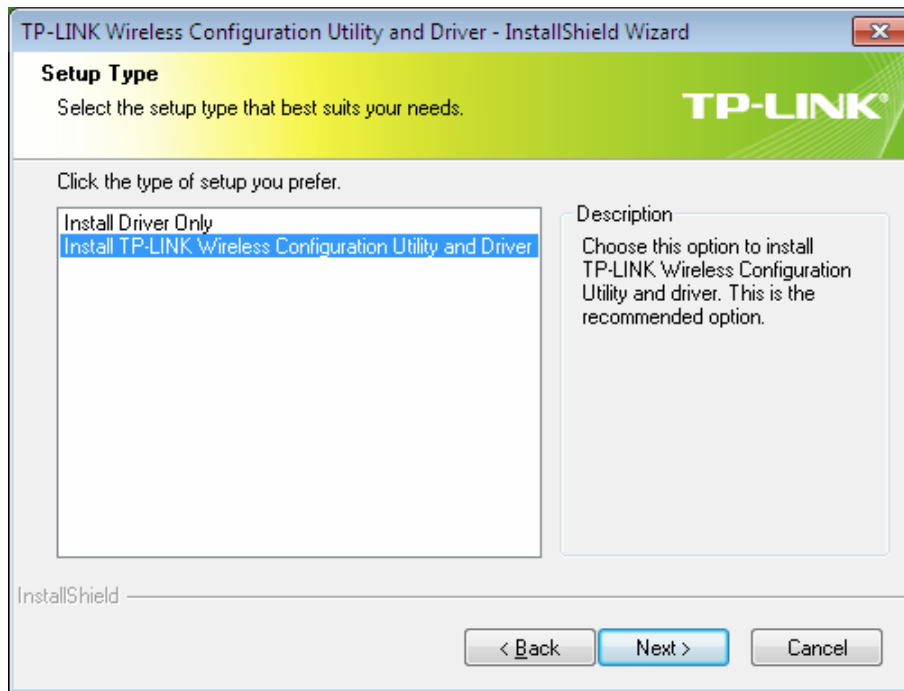 TP-LINK Wireless Configuration Utility and Driver - InstallShield Wizard
Setup Type
Select the setup type that best suits your needs.
TP-LINK®
Click the type of setup you prefer.
Install Driver Only
Install TP-LINK Wireless Configuration Utility and Driver
Description
Choose this option to install
TP-LINK Wireless Configuration
Utility and driver. This is the
recommended option.
InstallShield
< Back
Next >
Cancel